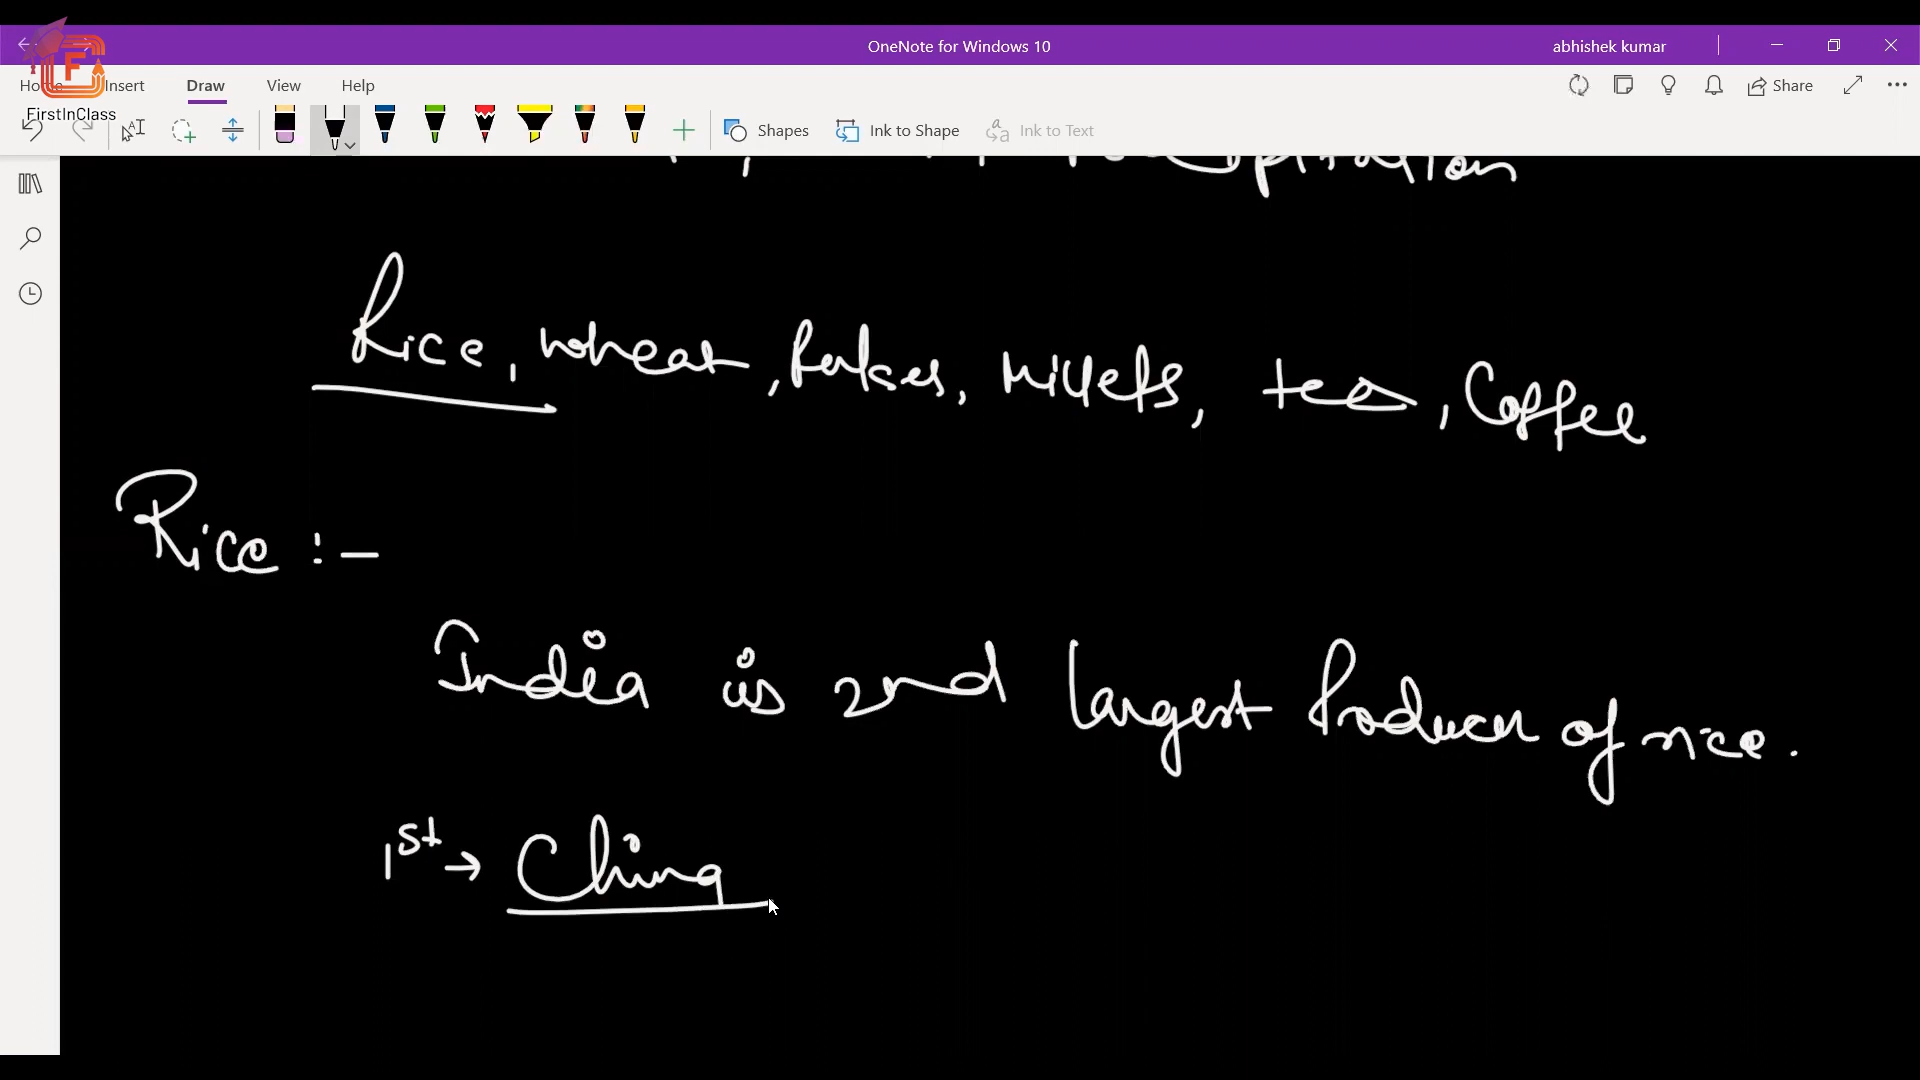 OneNote for Windows 10
abhishek kumar
Home Insert Draw View Help
Share
FirstInClass
Shapes Ink to Shape Ink to Text
Rice, wheat, Pulses, Millets, tea, Coffee
Rice :-
India is 2nd largest Producer of rice.
1st → China